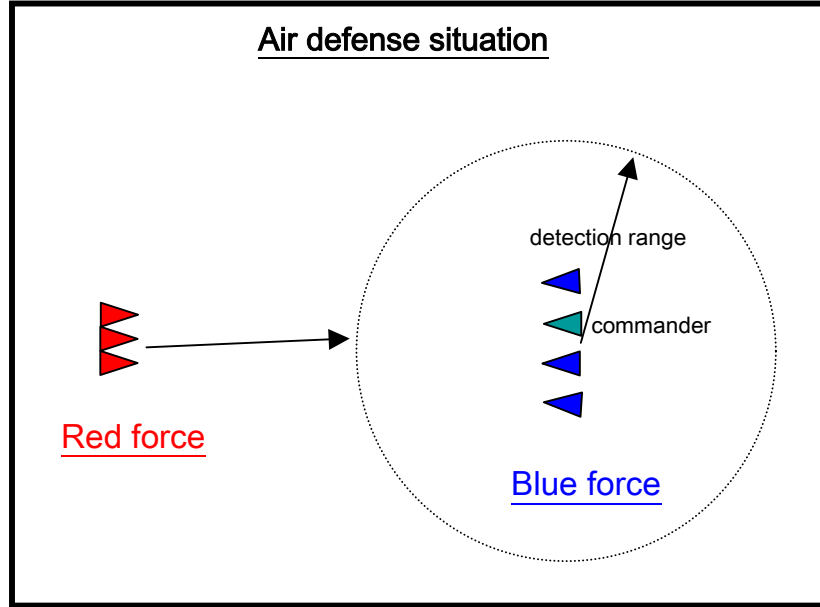 Air defense situation
detection range
commander
Red force
Blue force